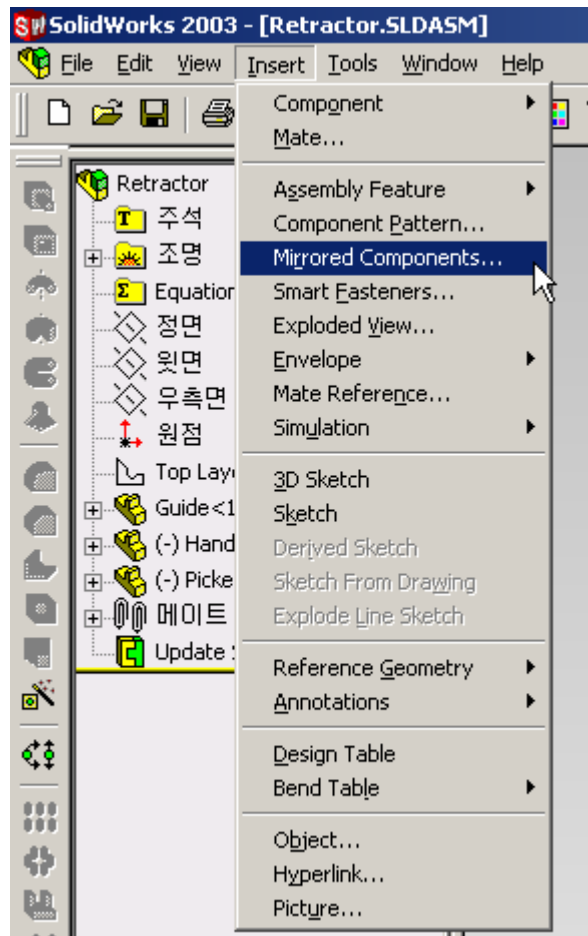 SolidWorks 2003 - [Retractor.SLDASM]
File Edit View Insert Tools Window Help
Retractor
주석
조명
Equation
정면
윗면
우측면
원점
Top Lay
Guide<1
(-) Hand
(-) Picke
메이트
Update
Component
Mate...
Assembly Feature
Component Pattern...
Mirrored Components...
Smart Fasteners...
Exploded View...
Envelope
Mate Reference...
Simulation
3D Sketch
Sketch
Derived Sketch
Sketch From Drawing
Explode Line Sketch
Reference Geometry
Annotations
Design Table
Bend Table
Object...
Hyperlink...
Picture...